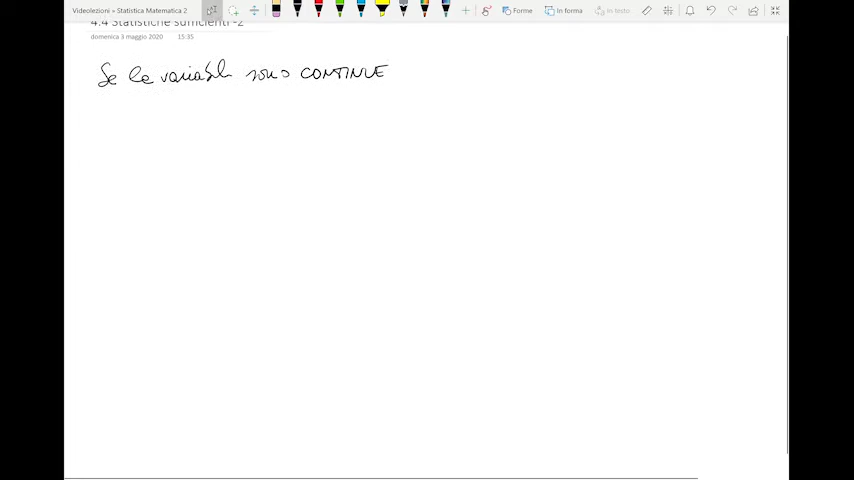 Videolezioni » Statistica Matematica 2
Forme
In forma
In testo
4.4 Statistiche sufficienti -2
domenica 3 maggio 2020 15:35
Se le variabili sono CONTINUE